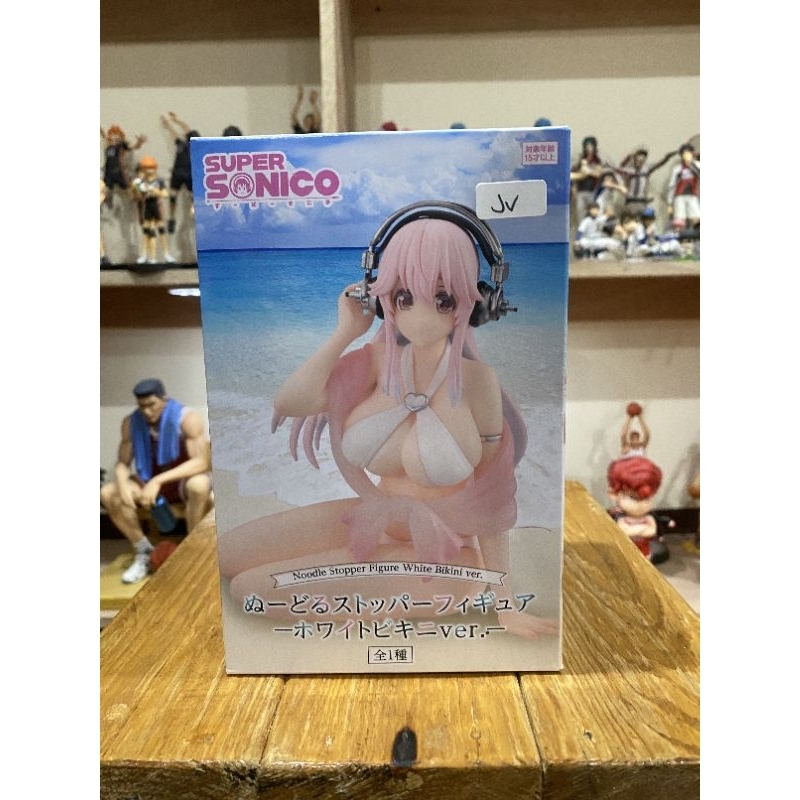 SUPER
SONICO
すーぱーそに子
対象年齢
15才以上
JV
Noodle Stopper Figure White Bikini ver.
ぬーどるストッパーフィギュア
ーホワイトビキニver.ー
全1種